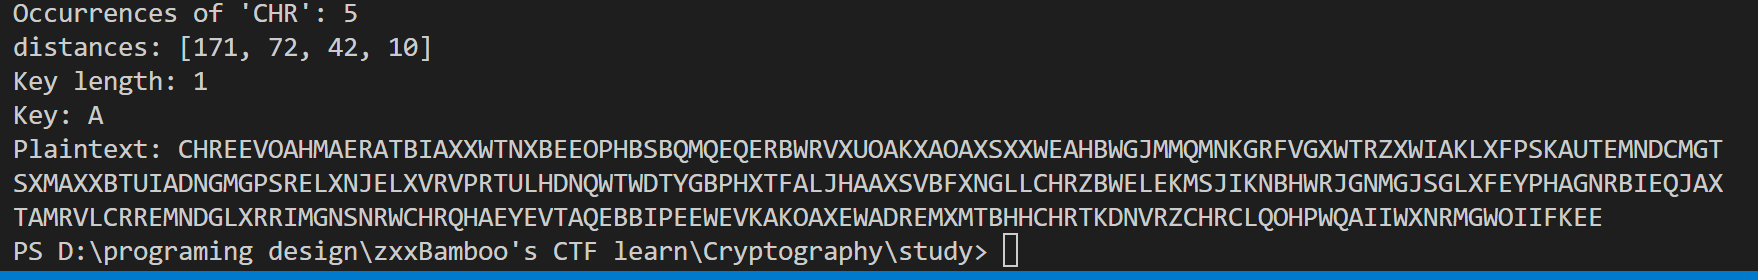 Occurrences of 'CHR': 5
distances: [171, 72, 42, 10]
Key length: 1
Key: A
Plaintext: CHREEVOAHMAERATBIAXXWTNXBEEOPHBSBQMQEQERBWRVXUOAKXAOAXSXXWEAHBWGJMMQMNKGRFVGXWTRZXWIAKLXFPSKAUTEMNDCMGT
SXMAXXBTUIADNGMGPSRELXNJELXVRVPRTULHDNQWTWDTYGBPHXTFALJHAAXSVBFXNGLLCHRZBWELEKMSJIKNBHWRJGNMGJSGLXFEYPHAGNRBIEQJAX
TAMRVLCRREMNDGLXRRIMGNSNRWCHRQHAEYEVTAQEBBIPEEWEVKAKOAXEWADREMXMTBHHCHRTKDNVRZCHRCLQOHPWQAIIWXNRMGWOIIFKEE
PS D:\programing design\zxxBamboo's CTF learn\Cryptography\study>